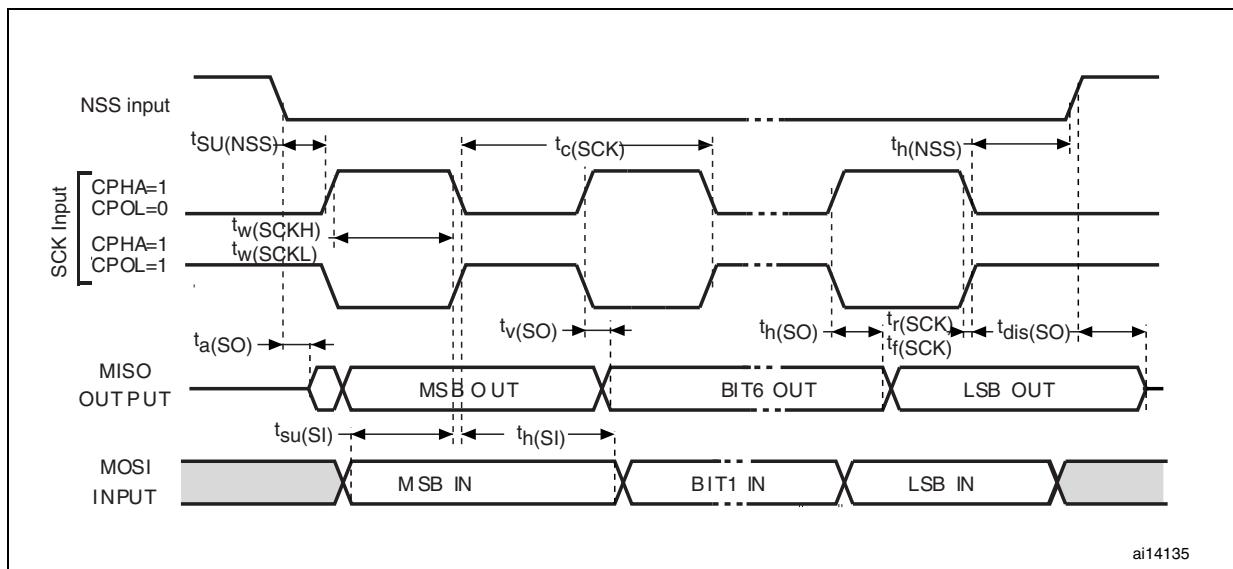 NSS input
tSU(NSS)
tc(SCK)
th(NSS)
SCK Input
CPHA=1
CPOL=0
CPHA=1
CPOL=1
tw(SCKH)
tw(SCKL)
ta(SO)
tv(SO)
th(SO)
tr(SCK)
tf(SCK)
tdis(SO)
MISO
OUTPUT
MSB OUT
BIT6 OUT
LSB OUT
tsu(SI)
th(SI)
MOSI
INPUT
MSB IN
BIT1 IN
LSB IN
ai14135